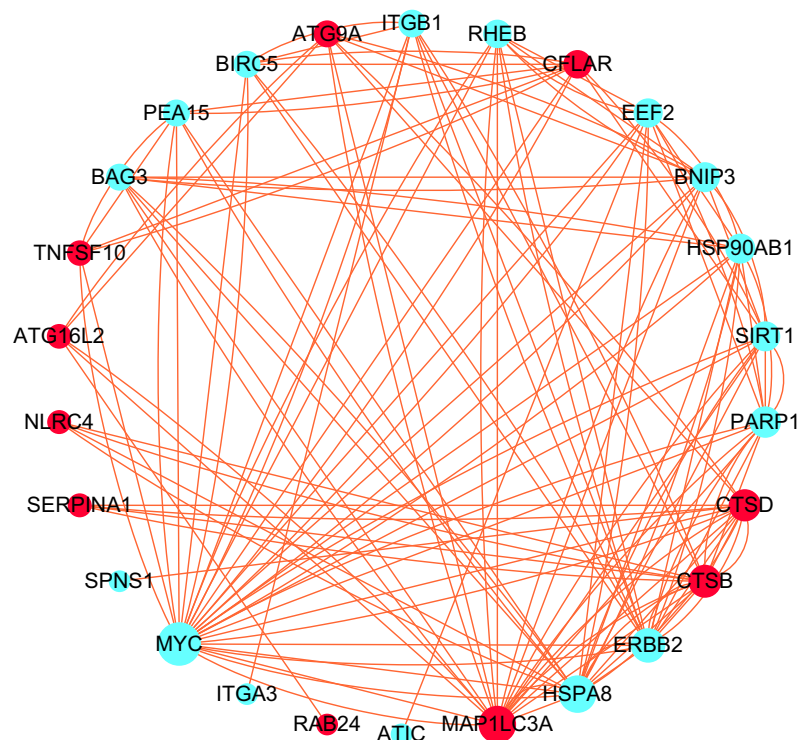 ITGB1
RHEB
ATG9A
CFLAR
BIRC5
PEA15
EEF2
BAG3
BNIP3
TNFSF10
HSP90AB1
ATG16L2
SIRT1
NLRC4
PARP1
SERPINA1
CTSD
SPNS1
CTSB
MYC
ERBB2
ITGA3
HSPA8
RAB24
MAP1LC3A
ATIC